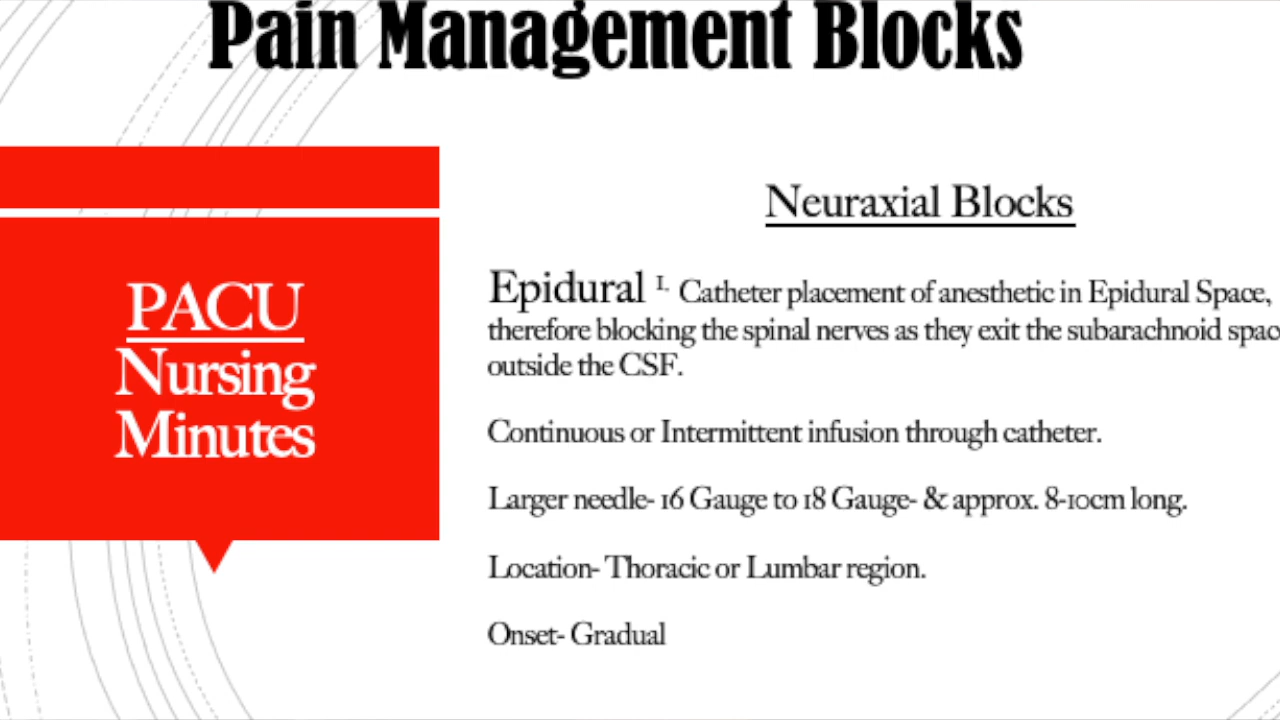 Pain Management Blocks
PACU
Nursing
Minutes
Neuraxial Blocks
Epidural 1. Catheter placement of anesthetic in Epidural Space,
therefore blocking the spinal nerves as they exit the subarachnoid spac
outside the CSF.
Continuous or Intermittent infusion through catheter.
Larger needle- 16 Gauge to 18 Gauge- & approx. 8-10cm long.
Location- Thoracic or Lumbar region.
Onset- Gradual